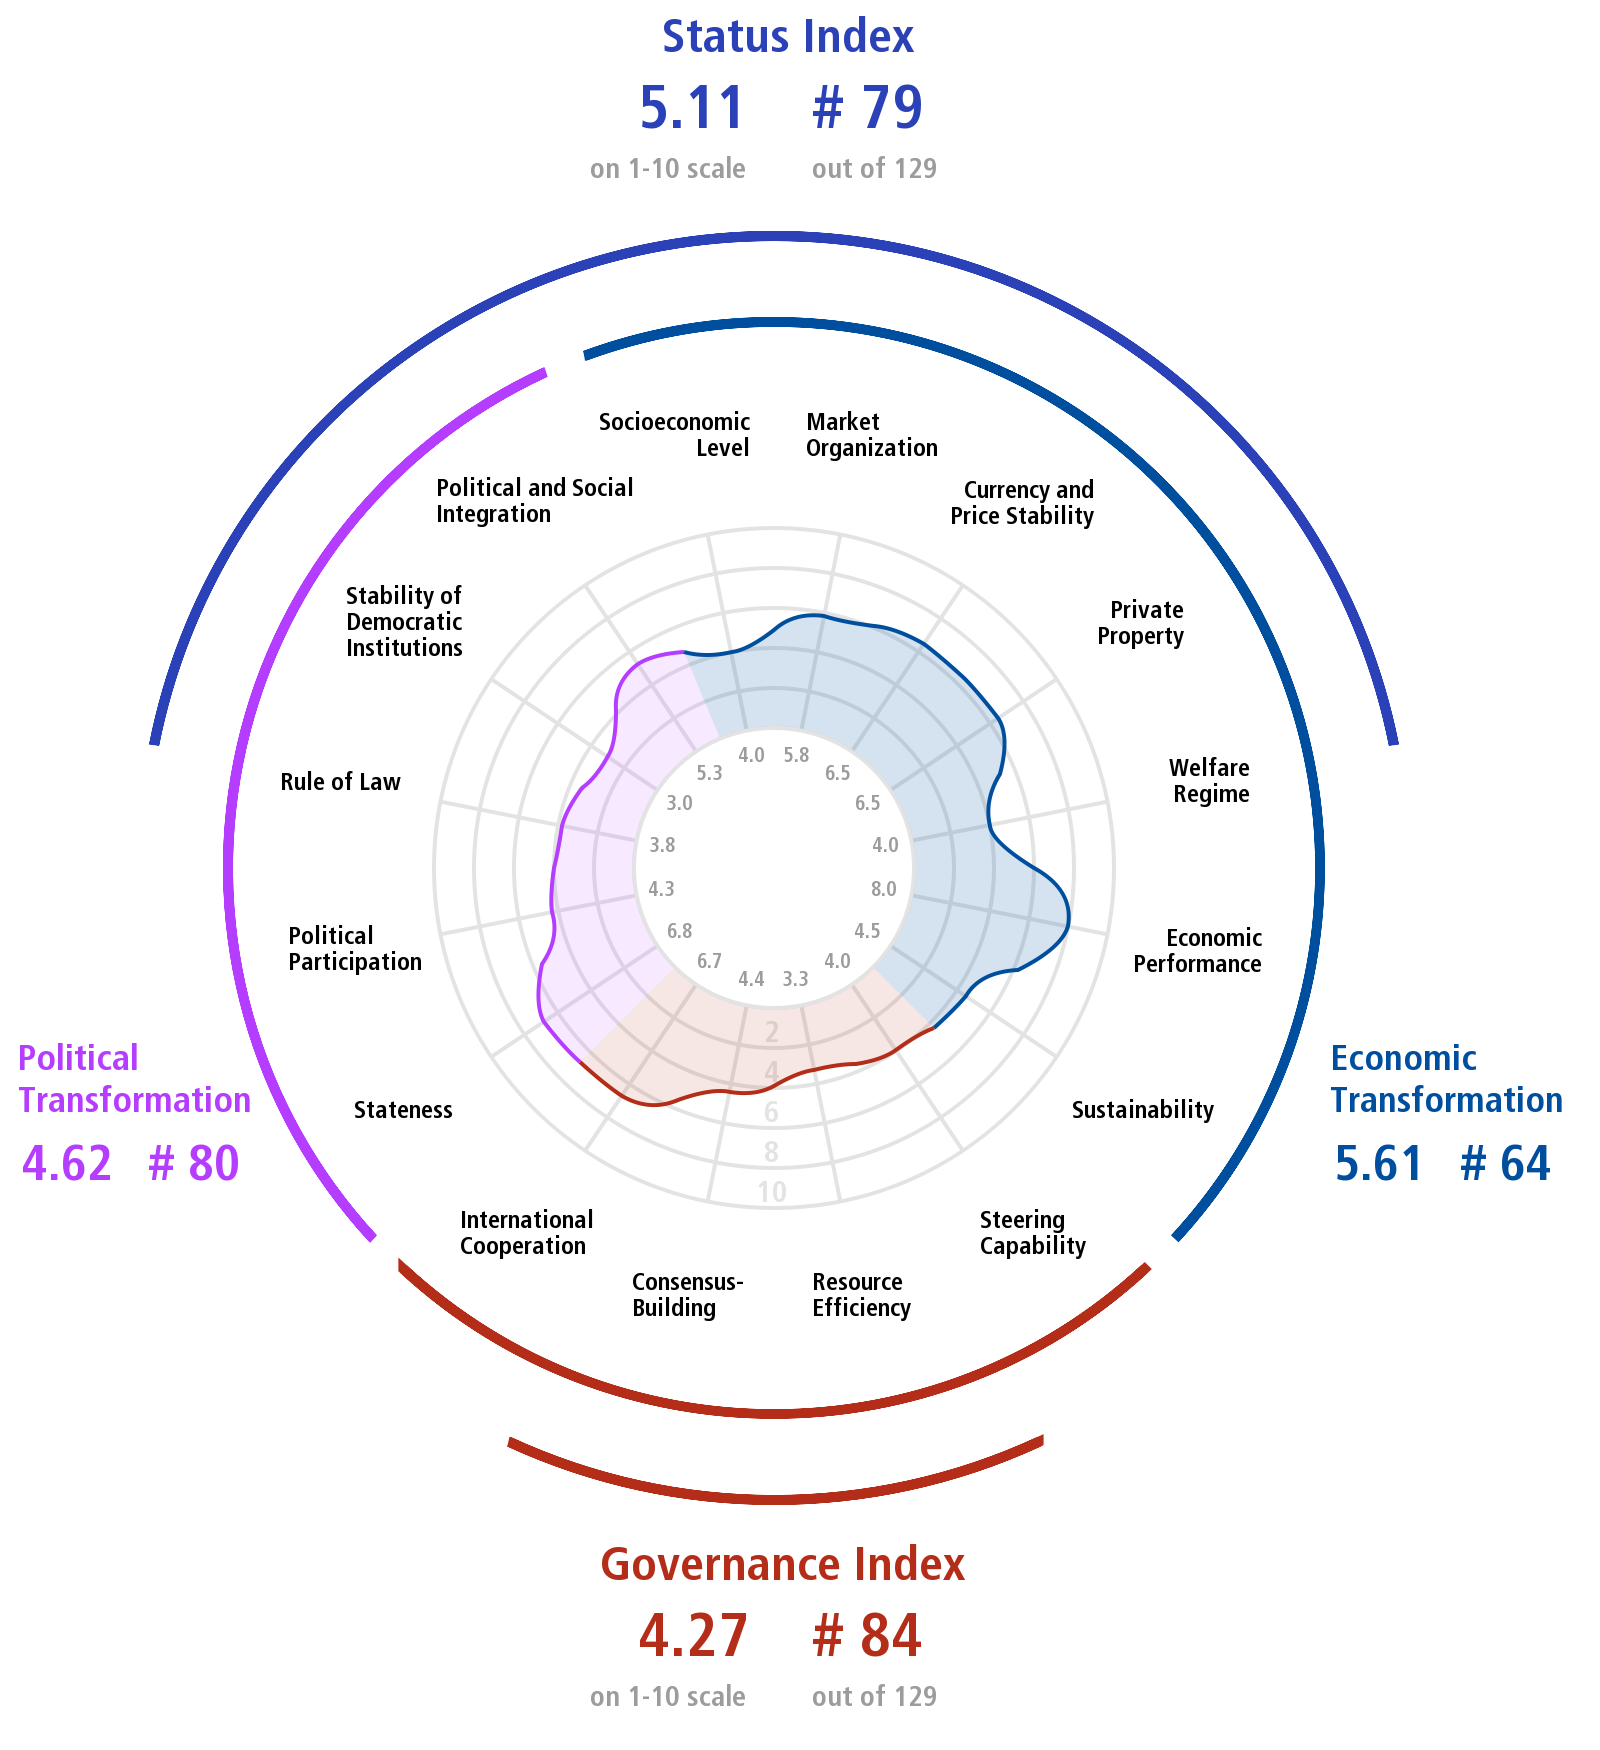 Status Index
5.11 # 79
on 1-10 scale out of 129
Socioeconomic
Level
Market
Organization
Political and Social
Integration
Currency and
Price Stability
Stability of
Democratic
Institutions
Private
Property
Rule of Law
Welfare
Regime
4.0 5.8
5.3 6.5
3.0 6.5
3.8 4.0
4.3 8.0
6.8 4.5
6.7 4.0
4.4 3.3
Political
Participation
Economic
Performance
2
4
6
8
10
Political
Transformation
4.62 # 80
Economic
Transformation
5.61 # 64
Stateness
Sustainability
International
Cooperation
Steering
Capability
Consensus-
Building
Resource
Efficiency
Governance Index
4.27 # 84
on 1-10 scale out of 129